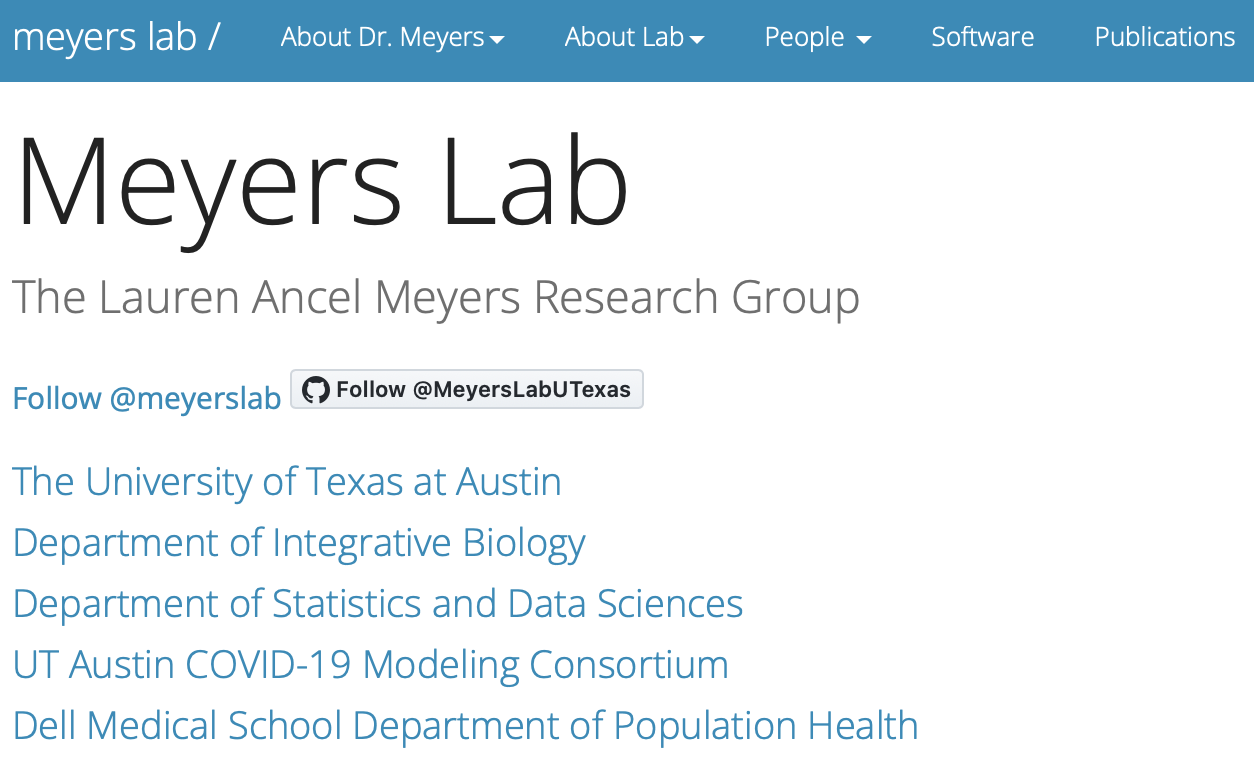 meyers lab / About Dr. Meyers About Lab People Software Publications
Meyers Lab
The Lauren Ancel Meyers Research Group
Follow @meyerslab Follow @MeyersLabUTexas
The University of Texas at Austin
Department of Integrative Biology
Department of Statistics and Data Sciences
UT Austin COVID-19 Modeling Consortium
Dell Medical School Department of Population Health